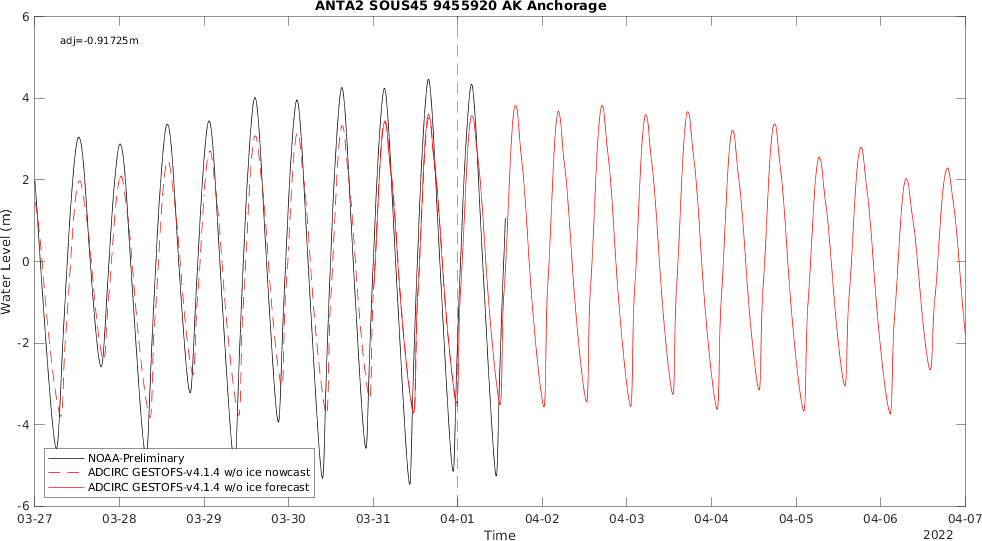 ANTA2 SOUS45 9455920 AK Anchorage
adj=-0.91725m
6
4
2
0
-2
-4
-6
Water Level (m)
NOAA-Preliminary
ADCIRC GESTOFS-v4.1.4 w/o ice nowcast
ADCIRC GESTOFS-v4.1.4 w/o ice forecast
03-27 03-28 03-29 03-30 03-31 04-01 04-02 04-03 04-04 04-05 04-06 04-07
Time
2022